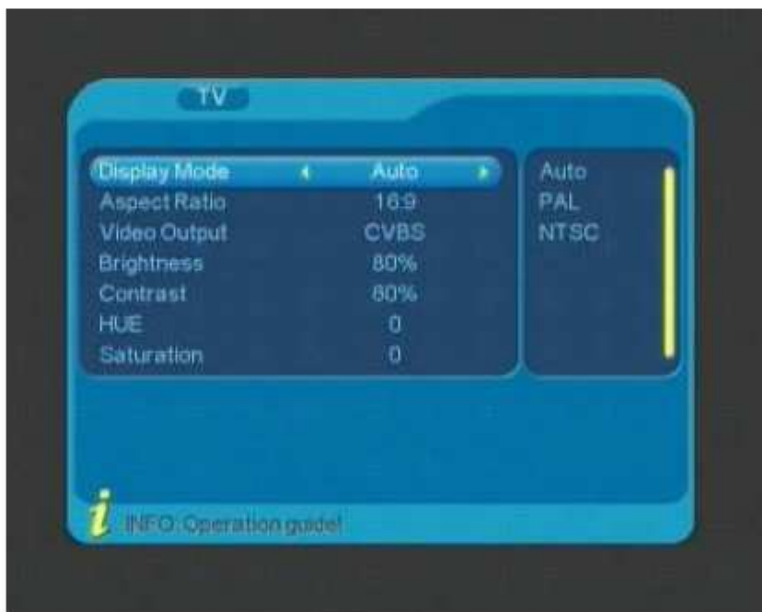 TV
Display Mode Auto
Aspect Ratio 16:9
Video Output CVBS
Brightness 80%
Contrast 80%
HUE 0
Saturation 0
Auto
PAL
NTSC
INFO: Operation guide!